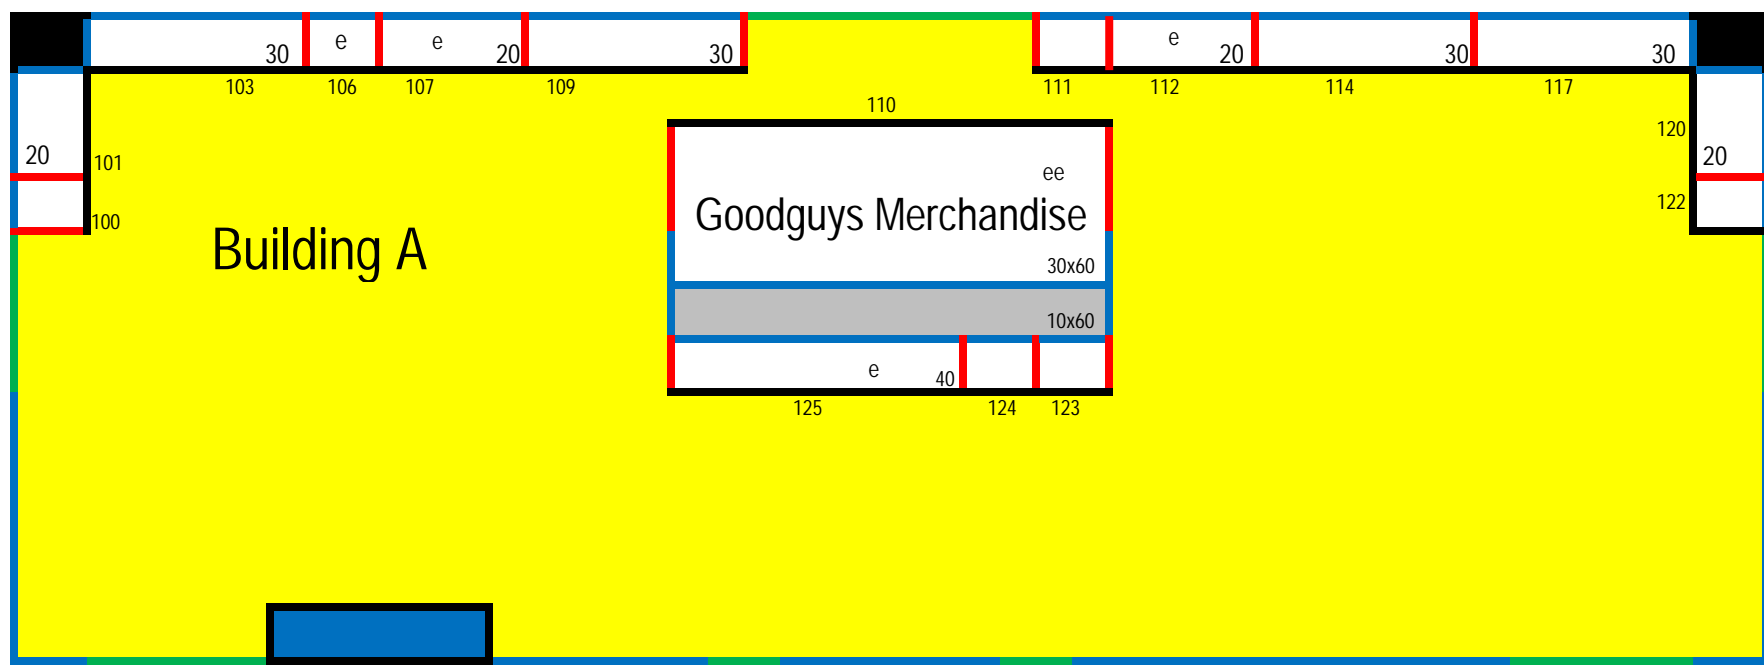 30 e e 20 30 e 20 30 30
103 106 107 109 111 112 114 117
110
120
20 101 20
ee
100 Goodguys Merchandise 122
Building A
30x60
10x60
e 40
125 124 123